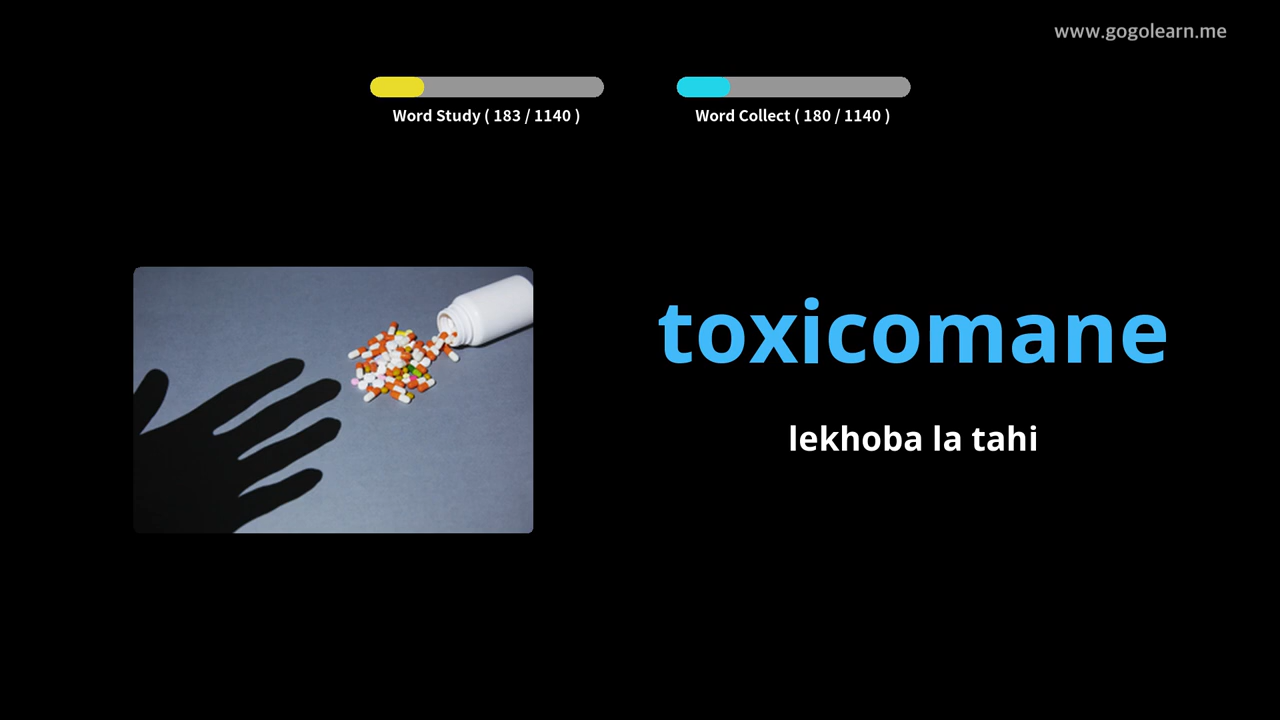 www.gogolearn.me
Word Study ( 183 / 1140 )
Word Collect ( 180 / 1140 )
toxicomane
lekhoba la tahi